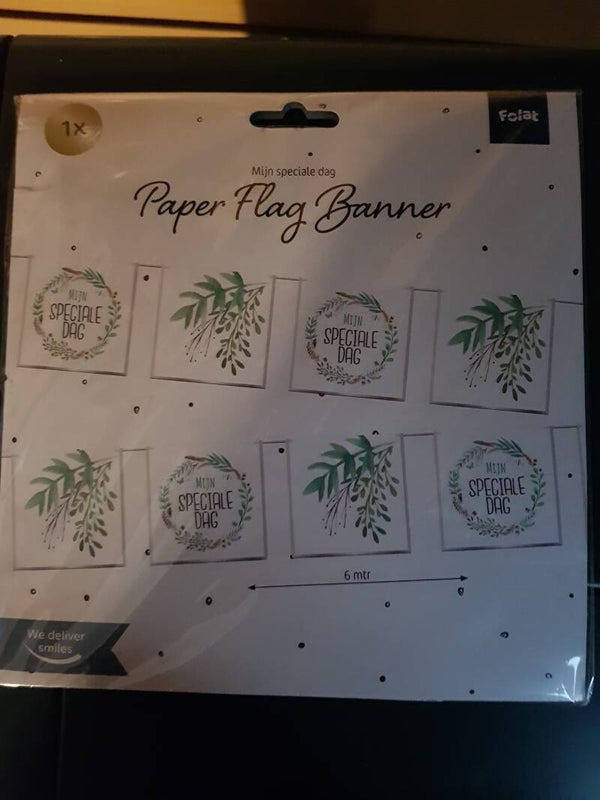 1x
Folat
Mijn speciale dag
Paper Flag Banner
MIJN
SPECIALE
DAG
MIJN
SPECIALE
DAG
MIJN
SPECIALE
DAG
MIJN
SPECIALE
DAG
6 mtr
We deliver
smiles